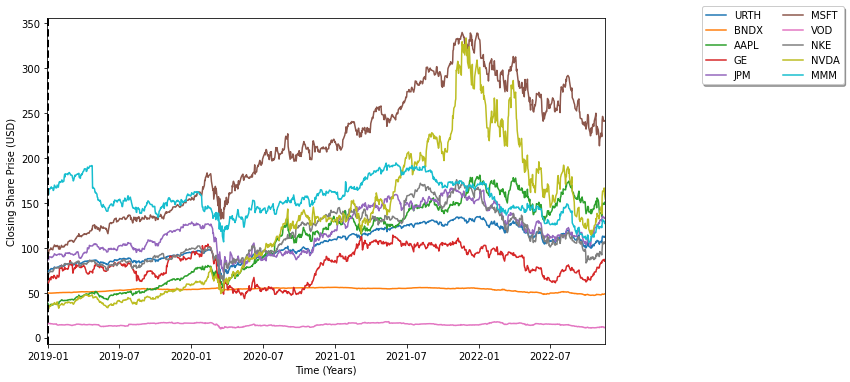 350
300
250
200
150
100
50
0
Closing Share Prise (USD)
2019-01 2019-07 2020-01 2020-07 2021-01 2021-07 2022-01 2022-07
Time (Years)
URTH MSFT
BNDX VOD
AAPL NKE
GE NVDA
JPM MMM